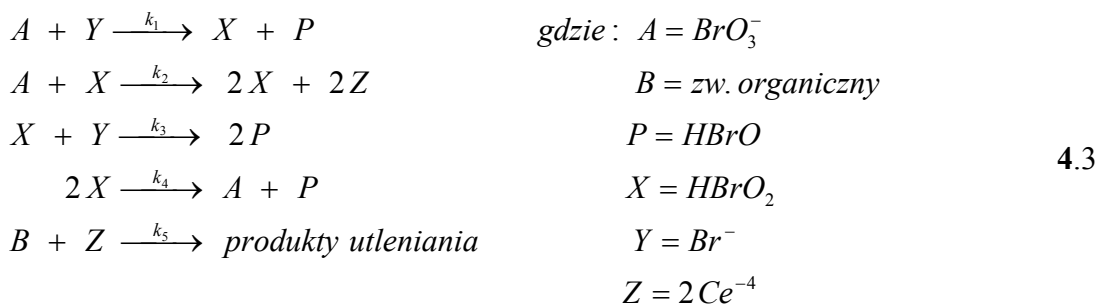 A + Y —k₁→ X + P gdzie : A = BrO₃⁻
A + X —k₂→ 2X + 2Z B = zw. organiczny
X + Y —k₃→ 2P P = HBrO
4.3
2X —k₄→ A + P X = HBrO₂
B + Z —k₅→ produkty utleniania Y = Br⁻
Z = 2Ce⁻⁴